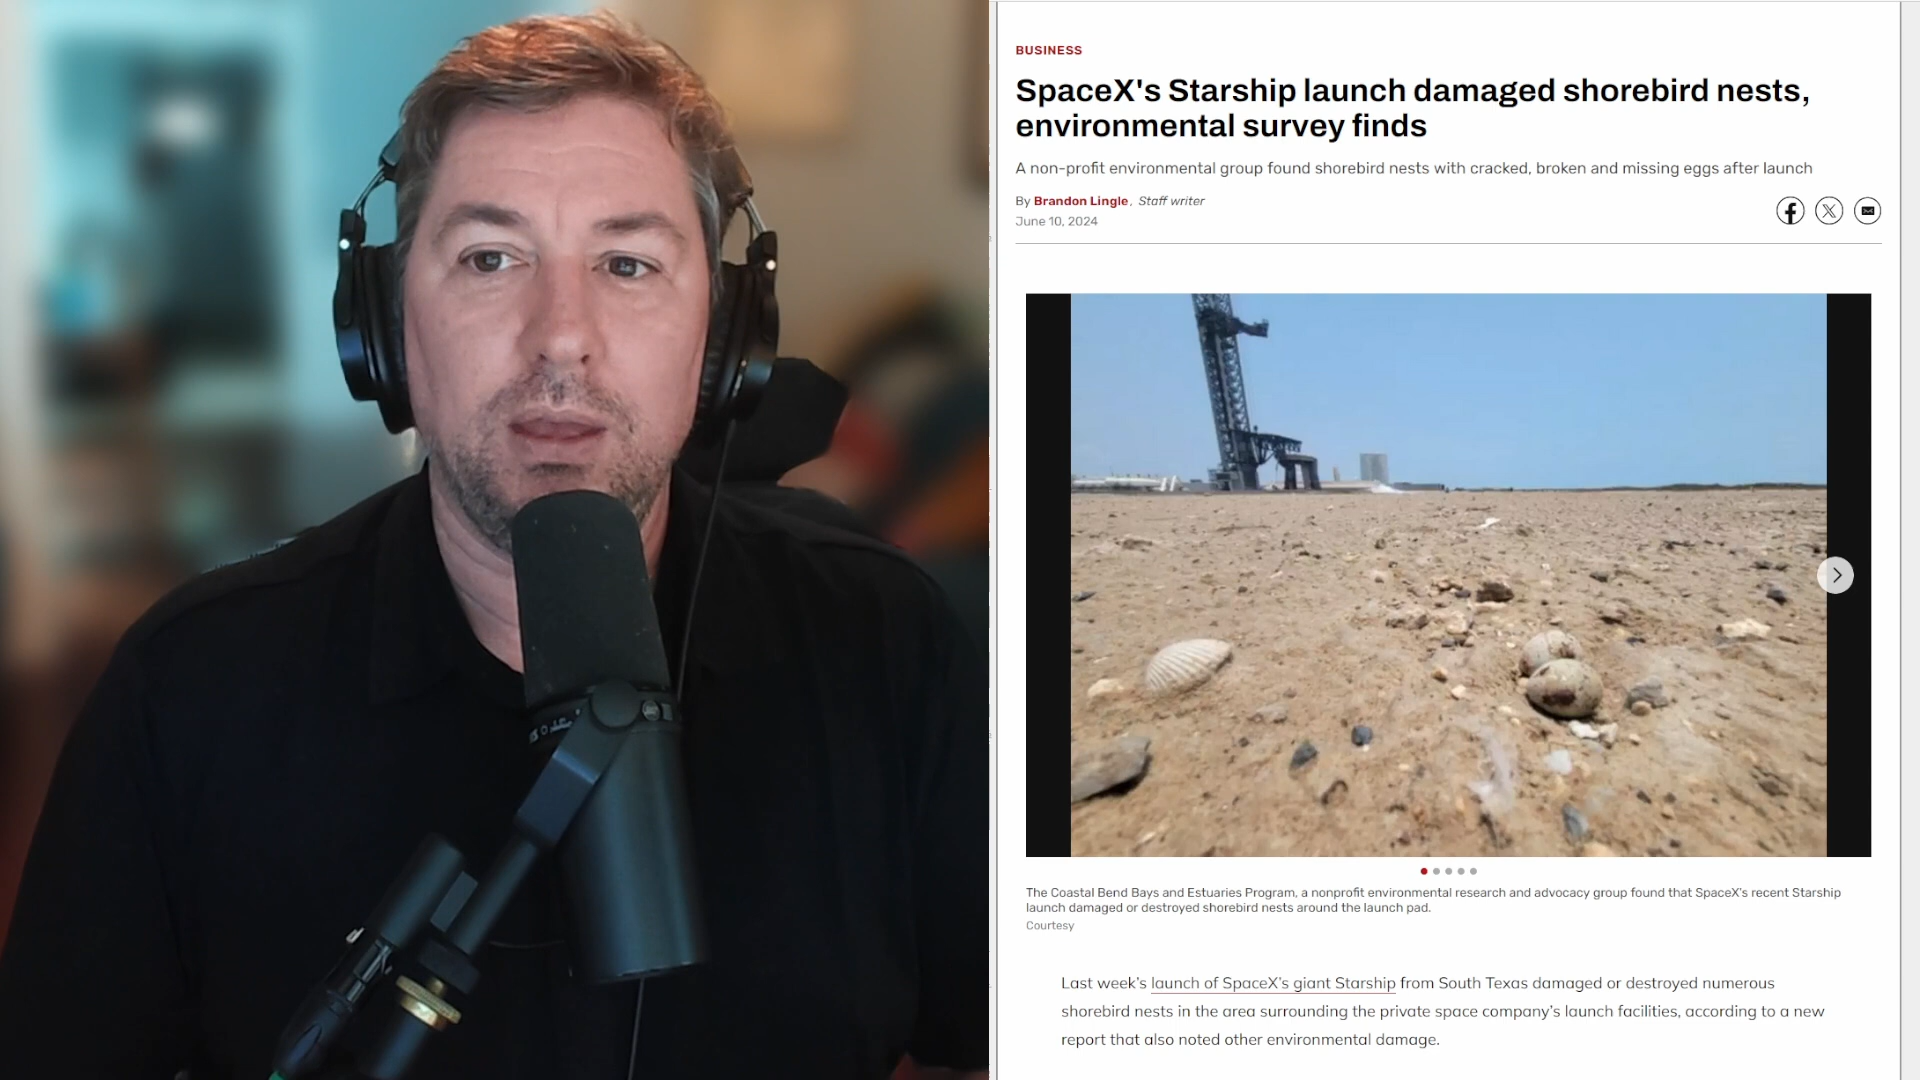 BUSINESS
SpaceX's Starship launch damaged shorebird nests,
environmental survey finds
A non-profit environmental group found shorebird nests with cracked, broken and missing eggs after launch
By Brandon Lingle, Staff writer
June 10, 2024
The Coastal Bend Bays and Estuaries Program, a nonprofit environmental research and advocacy group found that SpaceX's recent Starship
launch damaged or destroyed shorebird nests around the launch pad.
Courtesy
Last week's launch of SpaceX's giant Starship from South Texas damaged or destroyed numerous
shorebird nests in the area surrounding the private space company's launch facilities, according to a new
report that also noted other environmental damage.